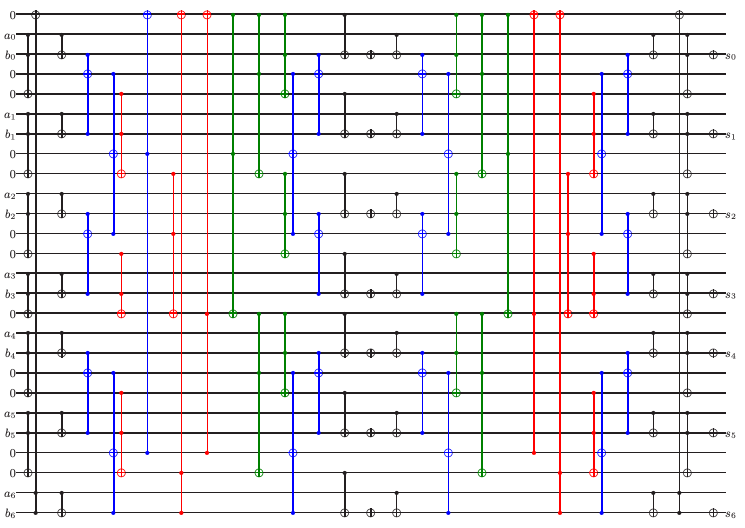 0
a₀
b₀ s₀
0
0
a₁
b₁ s₁
0
0
a₂
b₂ s₂
0
0
a₃
b₃ s₃
0
a₄
b₄ s₄
0
0
a₅
b₅ s₅
0
0
a₆
b₆ s₆